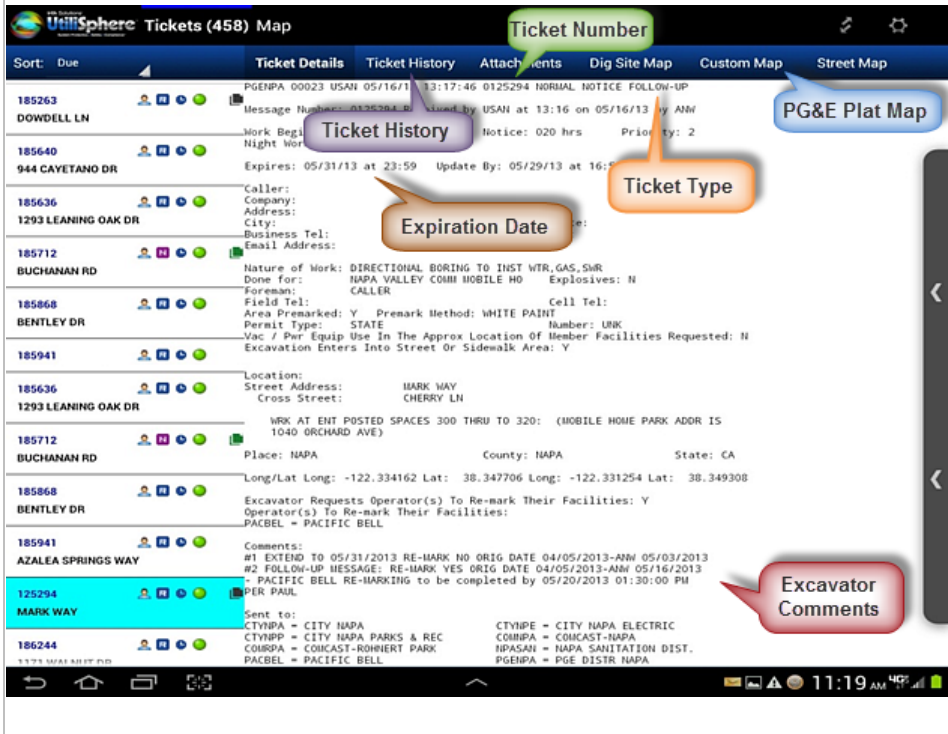 UtiliSphere Tickets (458) Map
Sort: Due
Ticket Details Ticket History Attachments Dig Site Map Custom Map Street Map
Ticket Number
Ticket History
PG&E Plat Map
Ticket Type
Expiration Date
Excavator
Comments
185263
DOWDELL LN
185640
944 CAYETANO DR
185636
1293 LEANING OAK DR
185712
BUCHANAN RD
185868
BENTLEY DR
185941
185636
1293 LEANING OAK DR
185712
BUCHANAN RD
185868
BENTLEY DR
185941
AZALEA SPRINGS WAY
125294
MARK WAY
186244
1171 WALNUT DR
PGENPA 00023 USAN 05/16/1 13:17:46 0125294 NORMAL NOTICE FOLLOW-UP
Message Number: 0125294 Received by USAN at 13:16 on 05/16/13 by ANW
Work Begi Notice: 020 hrs Priority: 2
Night Wor
Expires: 05/31/13 at 23:59 Update By: 05/29/13 at 16:5
Caller:
Company:
Address:
City:
Business Tel:
Email Address:
Nature of Work: DIRECTIONAL BORING TO INST WTR,GAS,SWR
Done for: NAPA VALLEY COMM MOBILE HO Explosives: N
Foreman: CALLER
Field Tel: Cell Tel:
Area Premarked: Y Premark Method: WHITE PAINT
Permit Type: STATE Number: UNK
Vac / Pwr Equip Use In The Approx Location Of Member Facilities Requested: N
Excavation Enters Into Street Or Sidewalk Area: Y
Location:
Street Address: MARK WAY
Cross Street: CHERRY LN
WRK AT ENT POSTED SPACES 300 THRU TO 320: (MOBILE HOME PARK ADDR IS
1040 ORCHARD AVE)
Place: NAPA County: NAPA State: CA
Long/Lat Long: -122.334162 Lat: 38.347706 Long: -122.331254 Lat: 38.349308
Excavator Requests Operator(s) To Re-mark Their Facilities: Y
Operator(s) To Re-mark Their Facilities:
PACBEL = PACIFIC BELL
Comments:
#1 EXTEND TO 05/31/2013 RE-MARK NO ORIG DATE 04/05/2013-ANW 05/03/2013
#2 FOLLOW-UP MESSAGE: RE-MARK YES ORIG DATE 04/05/2013-ANW 05/16/2013
- PACIFIC BELL RE-MARKING to be completed by 05/20/2013 01:30:00 PM
PER PAUL
Sent to:
CTYNPA = CITY NAPA CTYNPE = CITY NAPA ELECTRIC
CTYNPP = CITY NAPA PARKS & REC COMNPA = COMCAST-NAPA
COMRPA = COMCAST-ROHNERT PARK NPASAN = NAPA SANITATION DIST.
PACBEL = PACIFIC BELL PGENPA = PGE DISTR NAPA
11:19 AM 4G